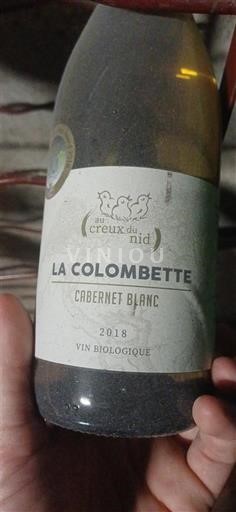 au
creux du
nid
VINIOU
LA COLOMBETTE
CABERNET BLANC
2018
VIN BIOLOGIQUE